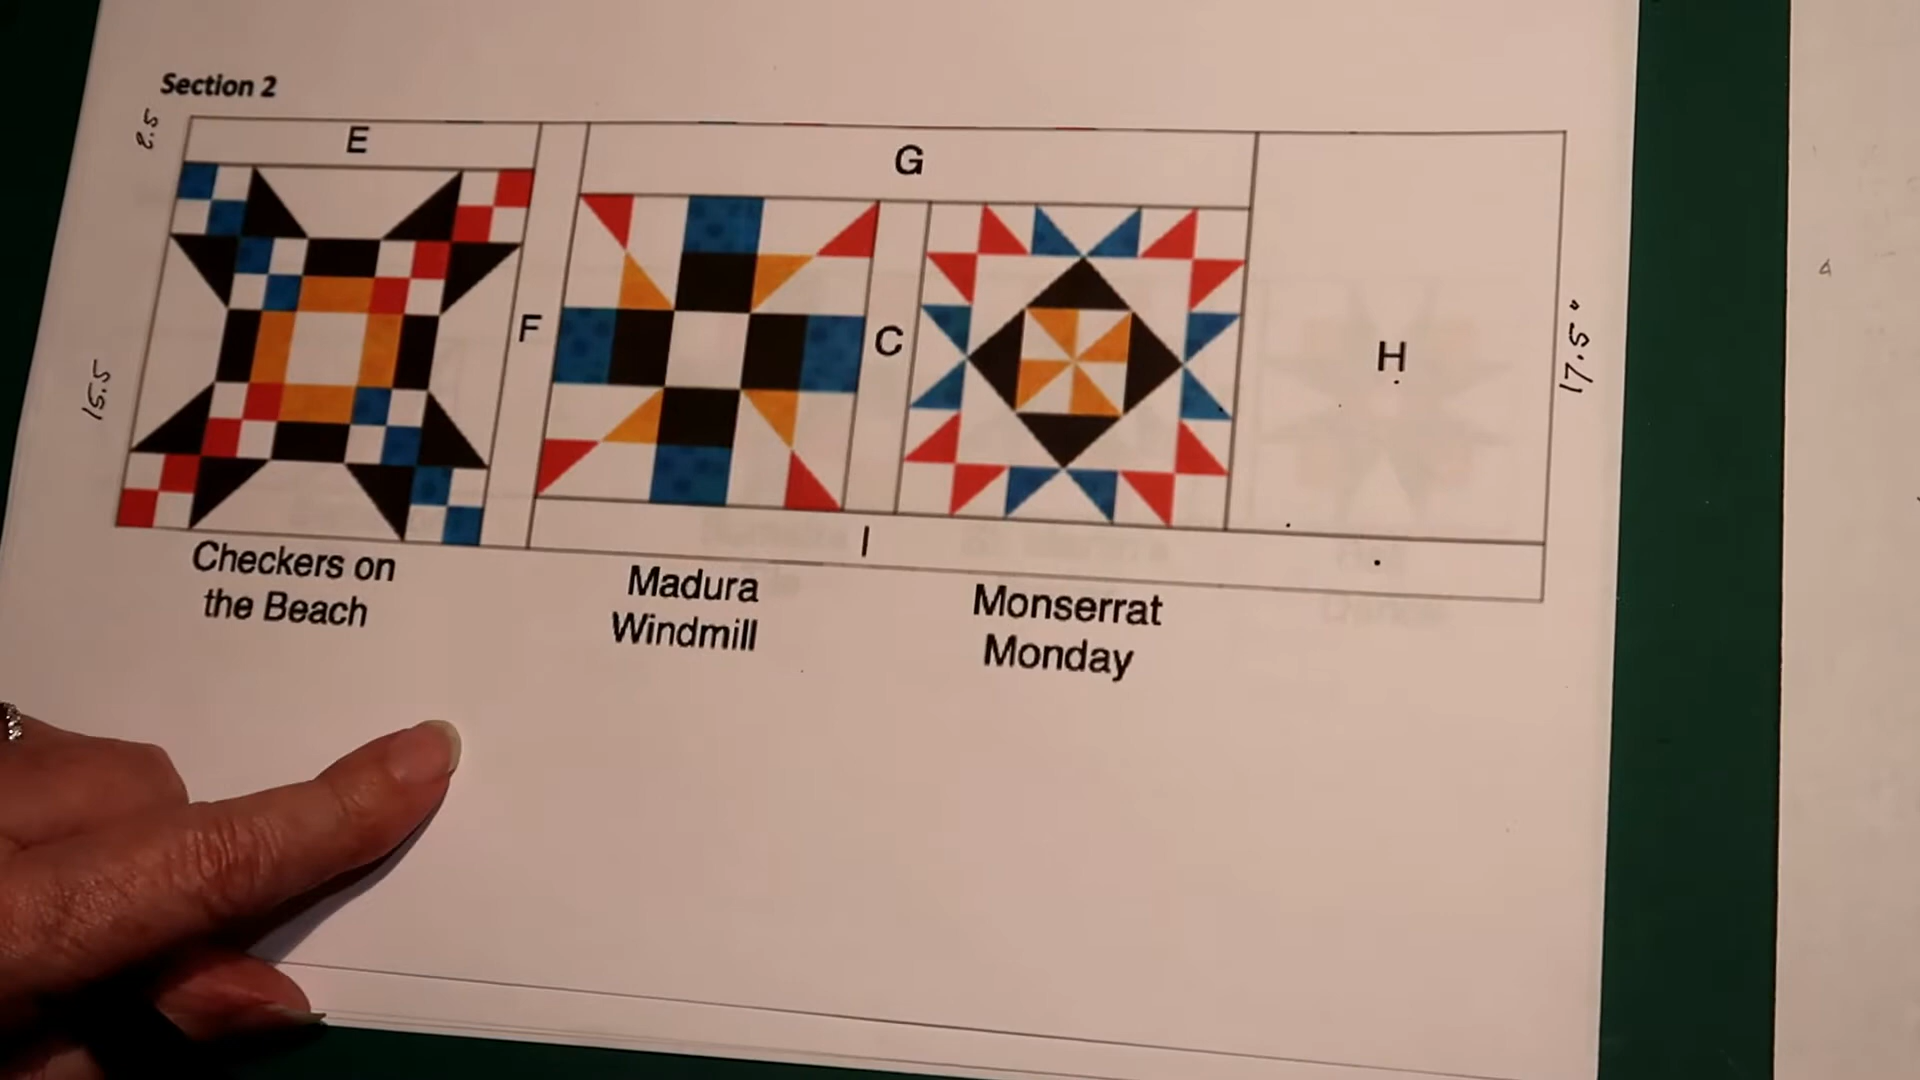 Section 2
2.5
E
G
F
C
H
17.5"
15.5
I
Checkers on
the Beach
Madura
Windmill
Monserrat
Monday